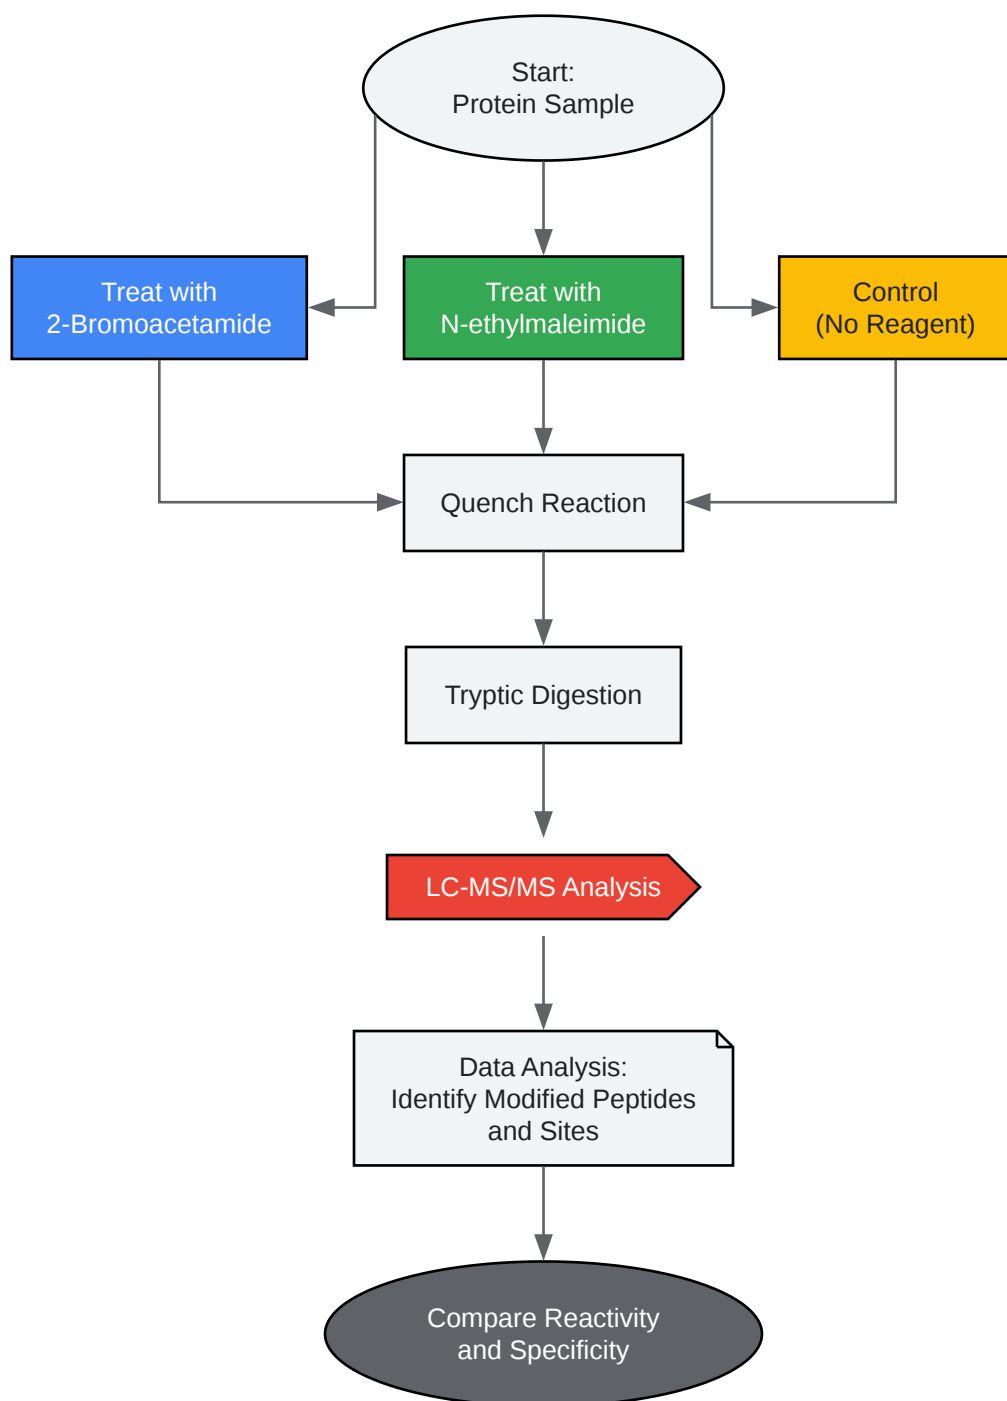 Start:
Protein Sample
Treat with
2-Bromoacetamide
Treat with
N-ethylmaleimide
Control
(No Reagent)
Quench Reaction
Tryptic Digestion
LC-MS/MS Analysis
Data Analysis:
Identify Modified Peptides
and Sites
Compare Reactivity
and Specificity